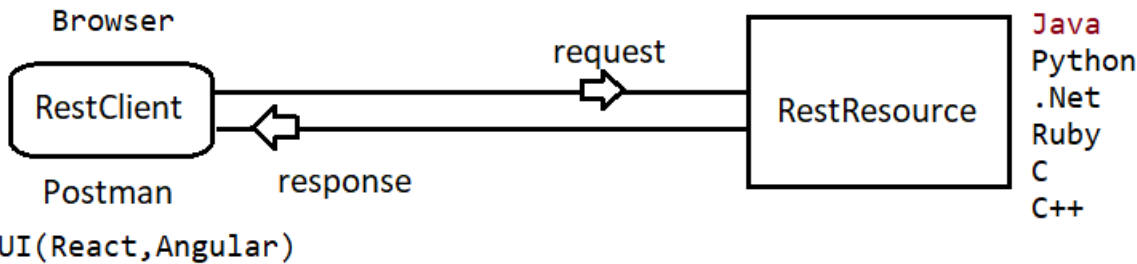 Browser
RestClient
Postman
UI(React,Angular)
request
response
RestResource
Java
Python
.Net
Ruby
C
C++